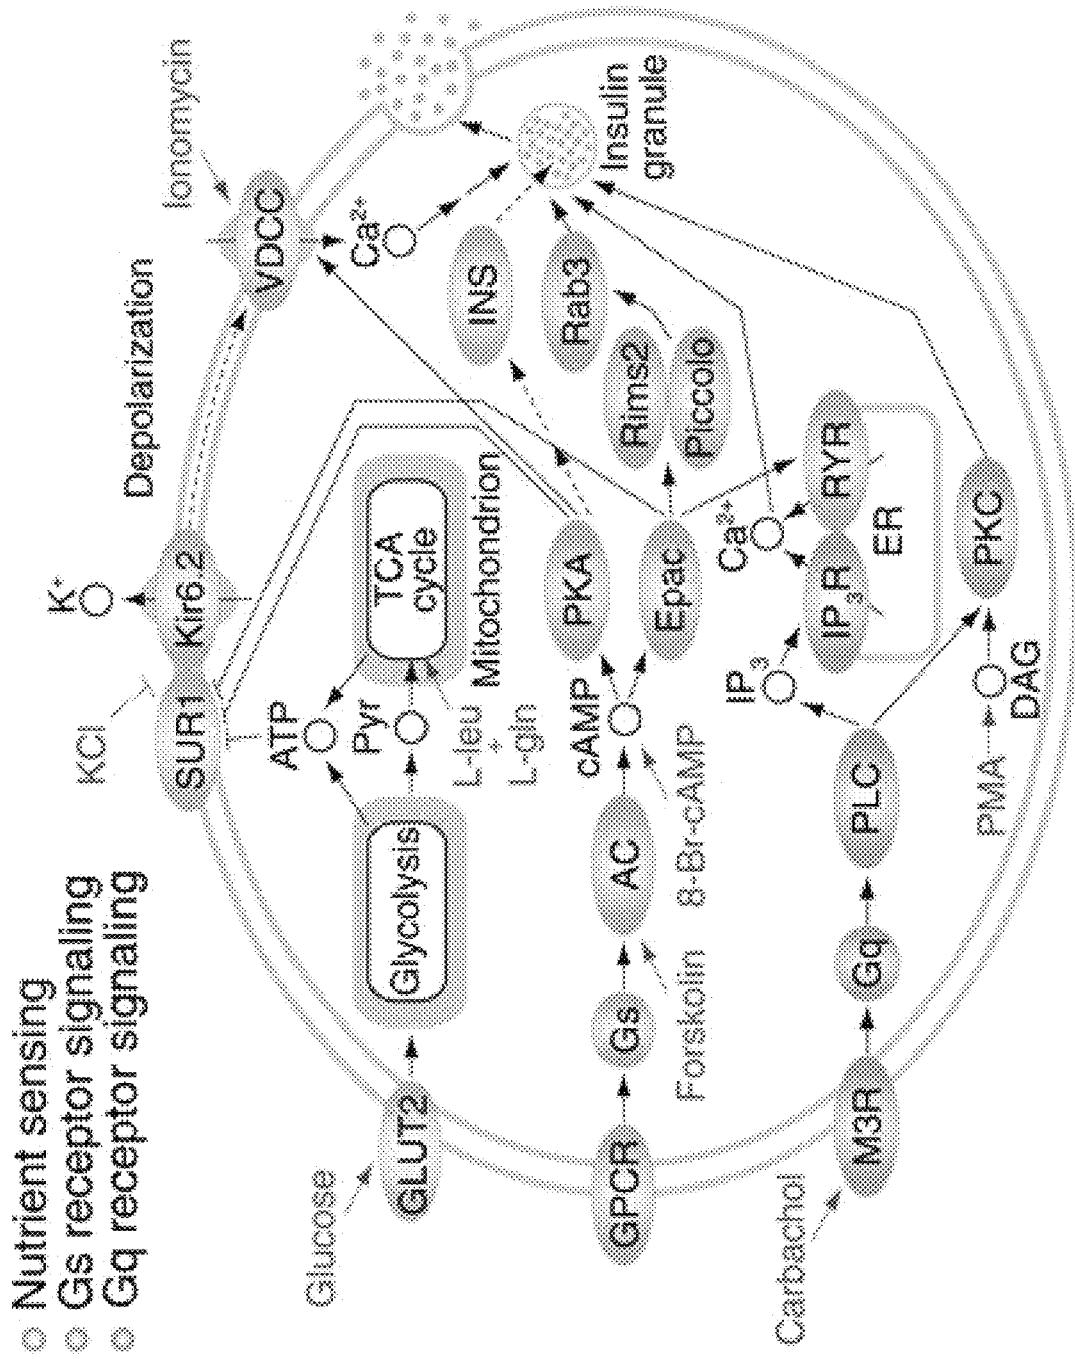 Nutrient sensing
Gs receptor signaling
Gq receptor signaling
KCl
K⁺
Depolarization
Ionomycin
SUR1
Kir6.2
VDCC
Ca²⁺
Glucose
GLUT2
Glycolysis
ATP
Pyr
TCA
cycle
Mitochondrion
L-leu
+
L-gln
INS
Insulin
granule
GPCR
Gs
AC
cAMP
PKA
Epac
Rab3
Rims2
Piccolo
Forskolin
8-Br-cAMP
Carbachol
M3R
Gq
PLC
IP₃
IP₃R
Ca²⁺
RYR
ER
PMA
DAG
PKC